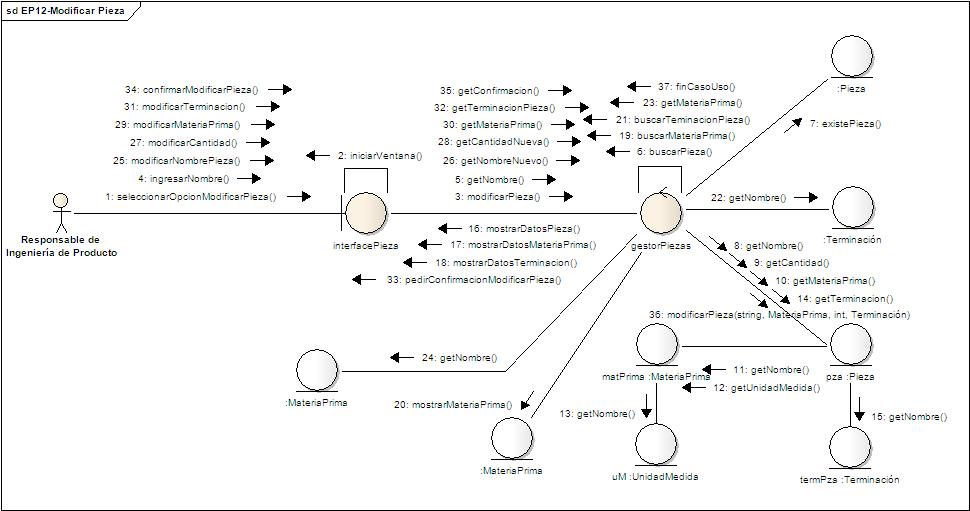 sd EP12-Modificar Pieza
34: confirmarModificarPieza()
31: modificarTerminacion()
29: modificarMateriaPrima()
27: modificarCantidad()
25: modificarNombrePieza()
4: ingresarNombre()
1: seleccionarOpcionModificarPieza()
2: iniciarVentana()
35: getConfirmacion()
32: getTerminacionPieza()
30: getMateriaPrima()
28: getCantidadNueva()
26: getNombreNuevo()
5: getNombre()
3: modificarPieza()
37: finCasoUso()
23: getMateriaPrima()
21: buscarTeminacionPieza()
19: buscarMateriaPrima()
6: buscarPieza()
:Pieza
7: existePieza()
22: getNombre()
:Terminación
Responsable de
Ingeniería de Producto
interfacePieza
gestorPiezas
16: mostrarDatosPieza()
17: mostrarDatosMateriaPrima()
18: mostrarDatosTerminacion()
33: pedirConfirmacionModificarPieza()
8: getNombre()
9: getCantidad()
10: getMateriaPrima()
14: getTerminacion()
36: modificarPieza(string, MateriaPrima, int, Terminación)
24: getNombre()
:MateriaPrima
20: mostrarMateriaPrima()
:MateriaPrima
matPrima :MateriaPrima
11: getNombre()
12: getUnidadMedida()
pza :Pieza
13: getNombre()
15: getNombre()
uM :UnidadMedida
termPza :Terminación